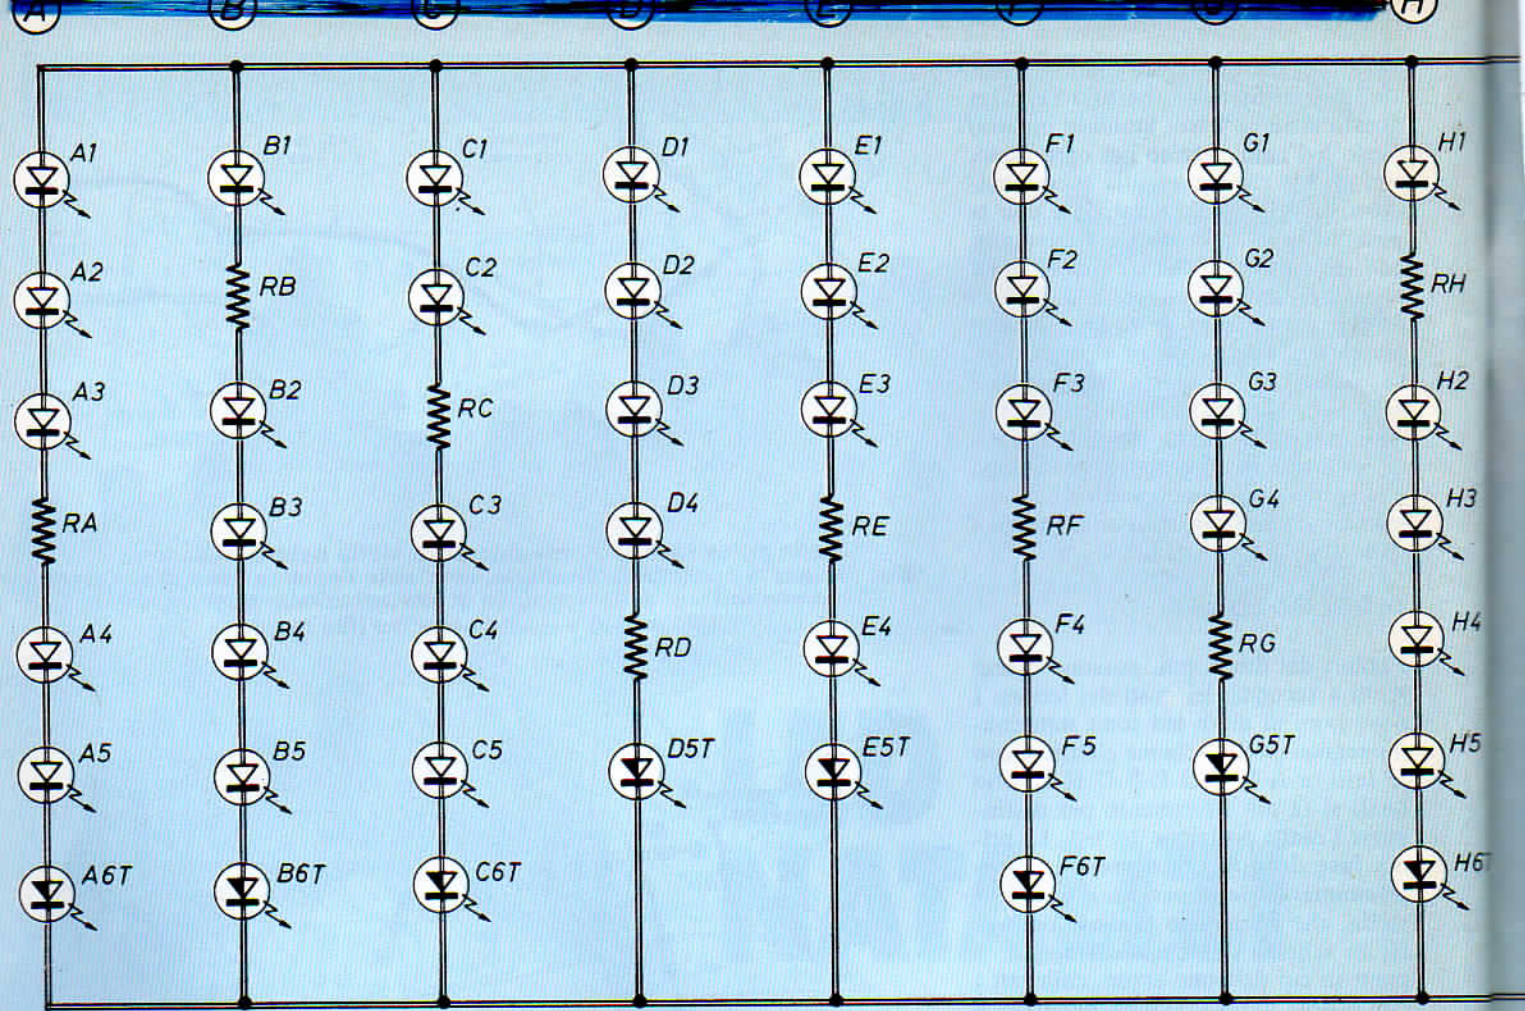 A B C D E F G H
A1 B1 C1 D1 E1 F1 G1 H1
A2 RB C2 D2 E2 F2 G2 RH
A3 B2 RC D3 E3 F3 G3 H2
RA B3 C3 D4 RE RF G4 H3
A4 B4 C4 RD E4 F4 RG H4
A5 B5 C5 D5T E5T F5 G5T H5
A6T B6T C6T F6T H6T